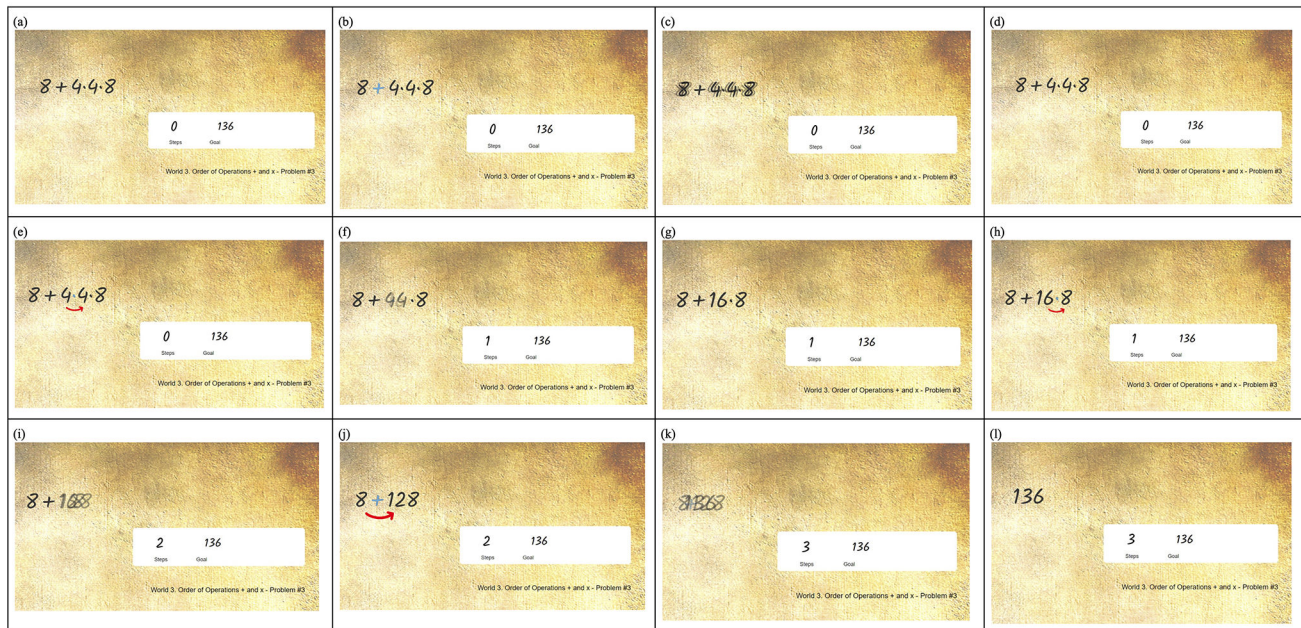 (a)
8 + 4·4·8
0 136
Steps Goal
World 3. Order of Operations + and x - Problem #3
(b)
8 + 4·4·8
0 136
Steps Goal
World 3. Order of Operations + and x - Problem #3
(c)
8 + 4·4·8
0 136
Steps Goal
World 3. Order of Operations + and x - Problem #3
(d)
8 + 4·4·8
0 136
Steps Goal
World 3. Order of Operations + and x - Problem #3
(e)
8 + 4·4·8
0 136
Steps Goal
World 3. Order of Operations + and x - Problem #3
(f)
8 + 44·8
1 136
Steps Goal
World 3. Order of Operations + and x - Problem #3
(g)
8 + 16·8
1 136
Steps Goal
World 3. Order of Operations + and x - Problem #3
(h)
8 + 16·8
1 136
Steps Goal
World 3. Order of Operations + and x - Problem #3
(i)
8 +
2 136
Steps Goal
World 3. Order of Operations + and x - Problem #3
(j)
8 + 128
2 136
Steps Goal
World 3. Order of Operations + and x - Problem #3
(k)
3 136
Steps Goal
World 3. Order of Operations + and x - Problem #3
(l)
136
3 136
Steps Goal
World 3. Order of Operations + and x - Problem #3